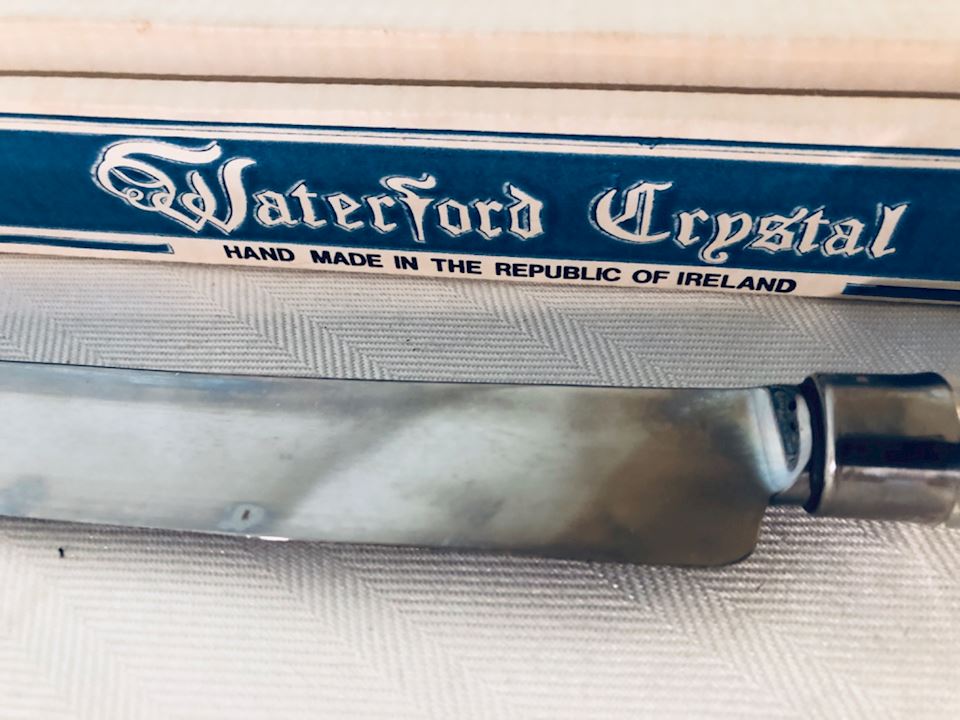 Waterford Crystal
HAND MADE IN THE REPUBLIC OF IRELAND